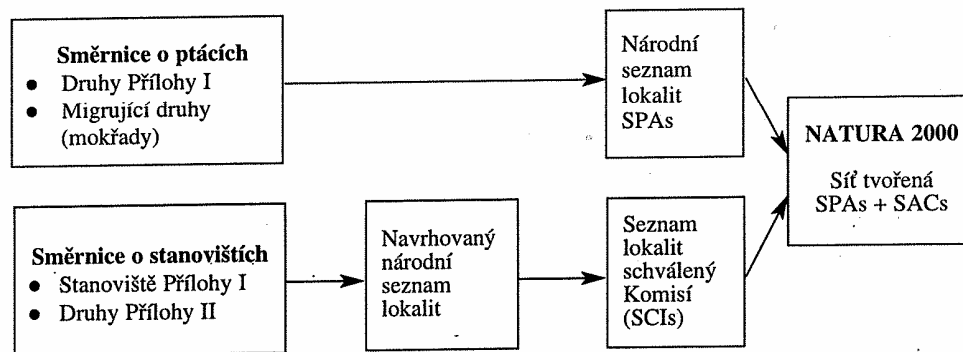 Směrnice o ptácích
● Druhy Přílohy I
● Migrující druhy
(mokřady)
Národní
seznam
lokalit
SPAs
NATURA 2000
Síť tvořená
SPAs + SACs
Směrnice o stanovištích
● Stanoviště Přílohy I
● Druhy Přílohy II
Navrhovaný
národní
seznam
lokalit
Seznam
lokalit
schválený
Komisí
(SCIs)